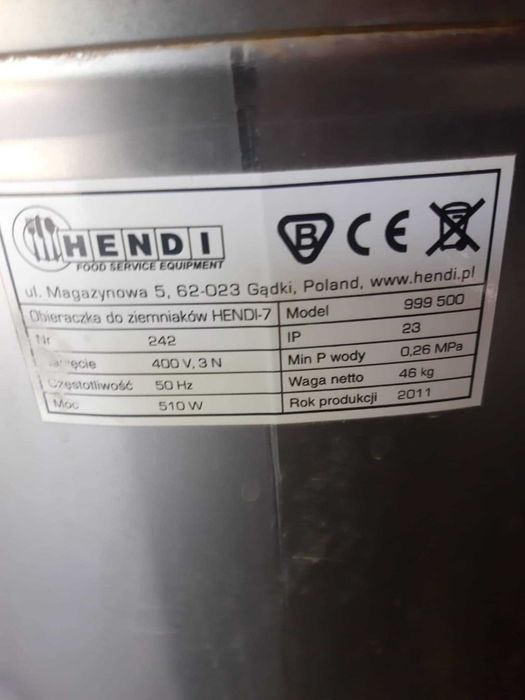 HENDI
FOOD SERVICE EQUIPMENT
B CE
ul. Magazynowa 5, 62-023 Gądki, Poland, www.hendi.pl
Obieraczka do ziemniaków HENDI-7 Model 999 500
Nr 242 IP 23
400 V, 3 N Min P wody 0,26 MPa
Częstotliwość 50 Hz Waga netto 46 kg
Moc 510 W Rok produkcji 2011